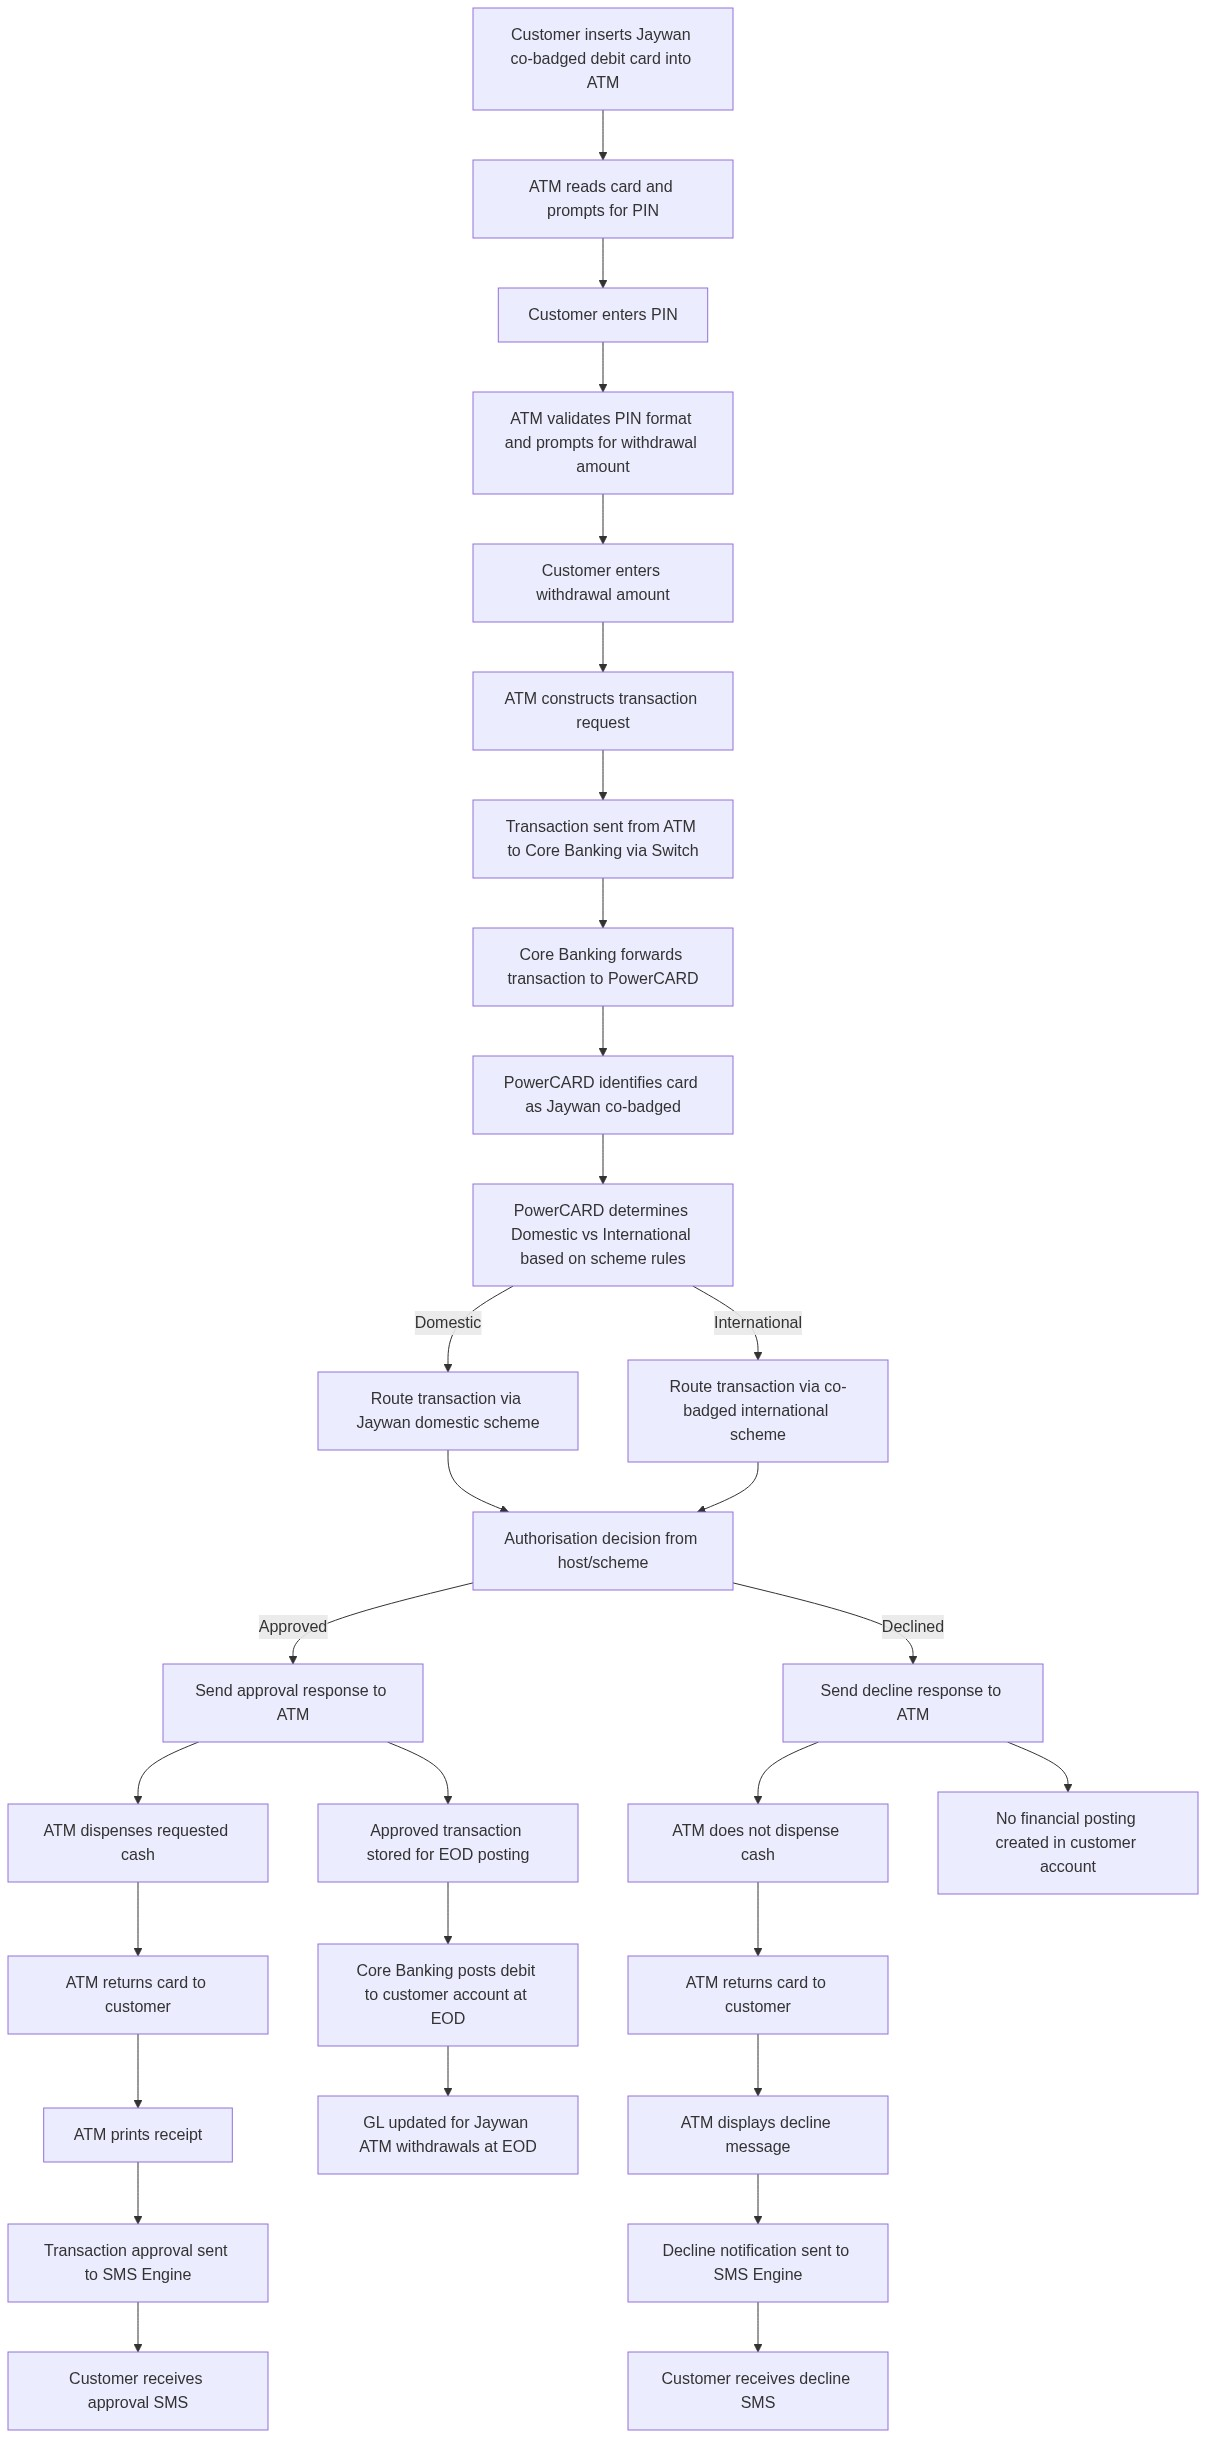 Customer inserts Jaywan
co-badged debit card into
ATM
ATM reads card and
prompts for PIN
Customer enters PIN
ATM validates PIN format
and prompts for withdrawal
amount
Customer enters
withdrawal amount
ATM constructs transaction
request
Transaction sent from ATM
to Core Banking via Switch
Core Banking forwards
transaction to PowerCARD
PowerCARD identifies card
as Jaywan co-badged
PowerCARD determines
Domestic vs International
based on scheme rules
Domestic
International
Route transaction via
Jaywan domestic scheme
Route transaction via co-
badged international
scheme
Authorisation decision from
host/scheme
Approved
Declined
Send approval response to
ATM
Send decline response to
ATM
ATM dispenses requested
cash
Approved transaction
stored for EOD posting
ATM does not dispense
cash
No financial posting
created in customer
account
ATM returns card to
customer
Core Banking posts debit
to customer account at
EOD
ATM returns card to
customer
ATM prints receipt
GL updated for Jaywan
ATM withdrawals at EOD
ATM displays decline
message
Transaction approval sent
to SMS Engine
Decline notification sent to
SMS Engine
Customer receives
approval SMS
Customer receives decline
SMS